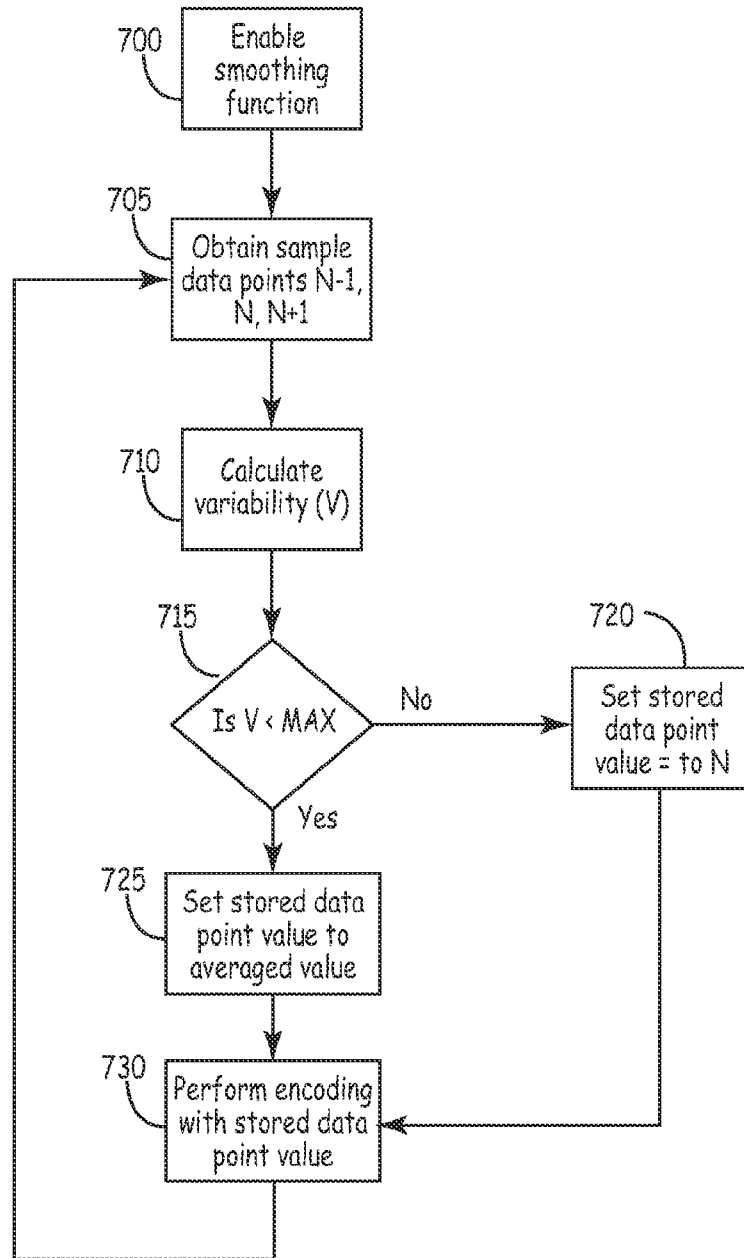 700
Enable
smoothing
function
705
Obtain sample
data points N-1,
N, N+1
710
Calculate
variability (V)
715
Is V < MAX
No
720
Set stored
data point
value = to N
Yes
725
Set stored data
point value to
averaged value
730
Perform encoding
with stored data
point value